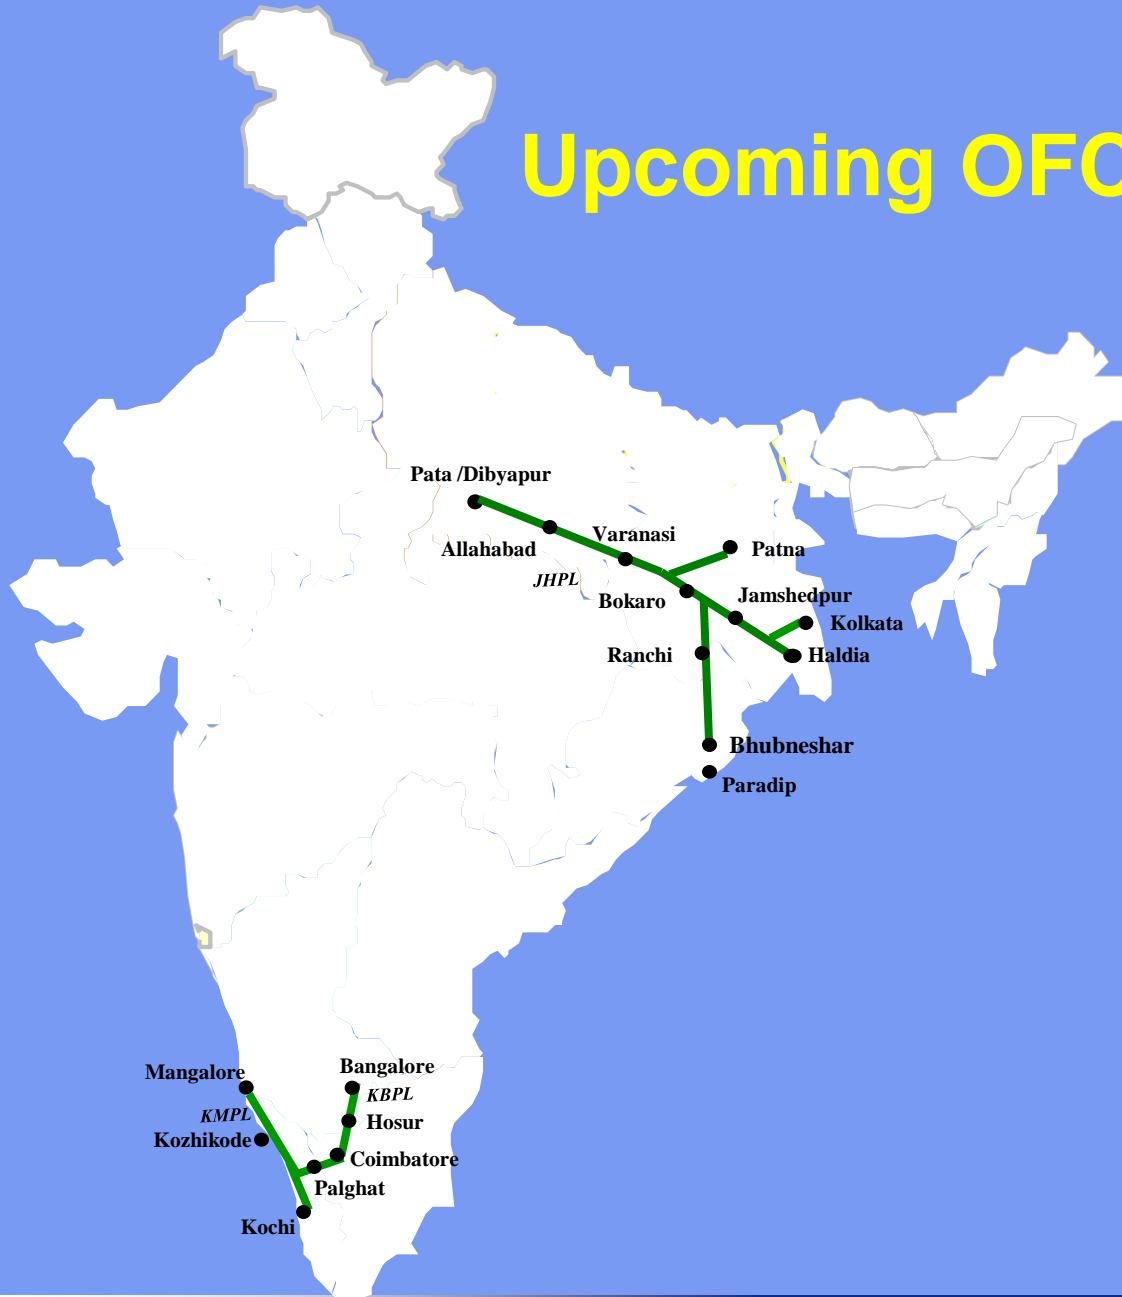 Upcoming OFC
Pata /Dibyapur
Varanasi
Allahabad
Patna
JHPL
Bokaro
Jamshedpur
Kolkata
Ranchi
Haldia
Bhubneshar
Paradip
Bangalore
Mangalore
KBPL
KMPL
Hosur
Kozhikode
Coimbatore
Palghat
Kochi